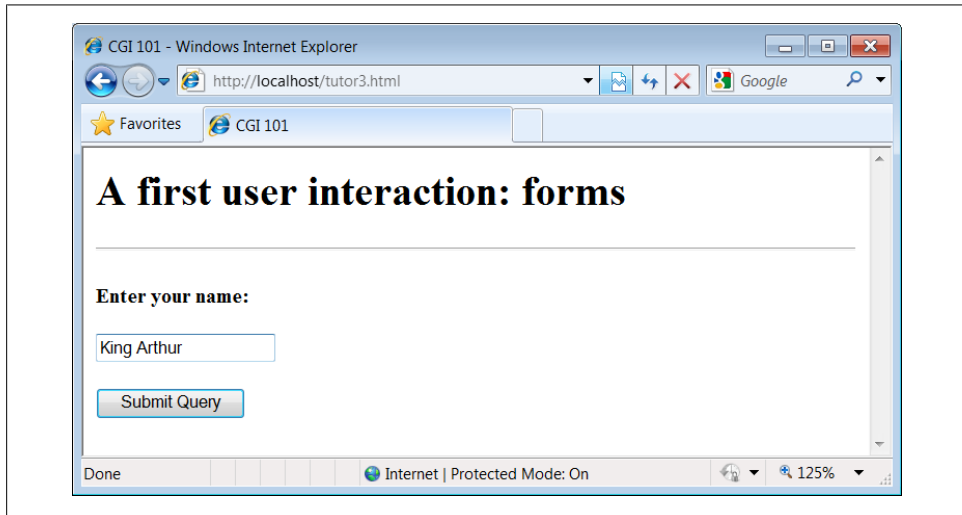 CGI 101 - Windows Internet Explorer
http://localhost/tutor3.html
Google
Favorites
CGI 101
A first user interaction: forms
Enter your name:
King Arthur
Submit Query
Done
Internet | Protected Mode: On
125%